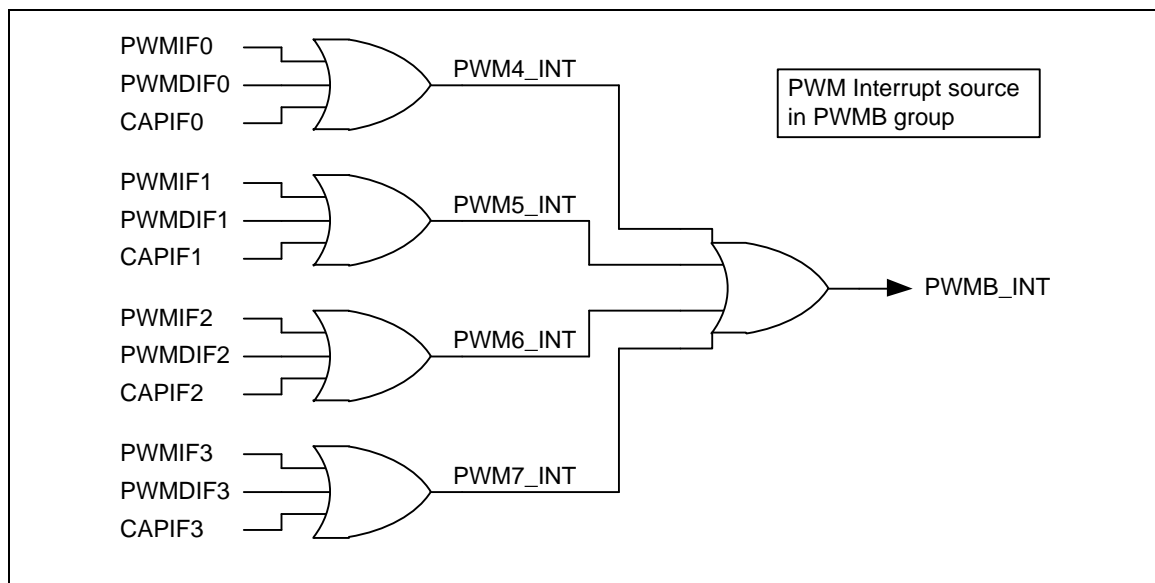 PWMIF0
PWMDIF0
CAPIF0
PWM4_INT
PWM Interrupt source
in PWMB group
PWMIF1
PWMDIF1
CAPIF1
PWM5_INT
PWMB_INT
PWMIF2
PWMDIF2
CAPIF2
PWM6_INT
PWMIF3
PWMDIF3
CAPIF3
PWM7_INT